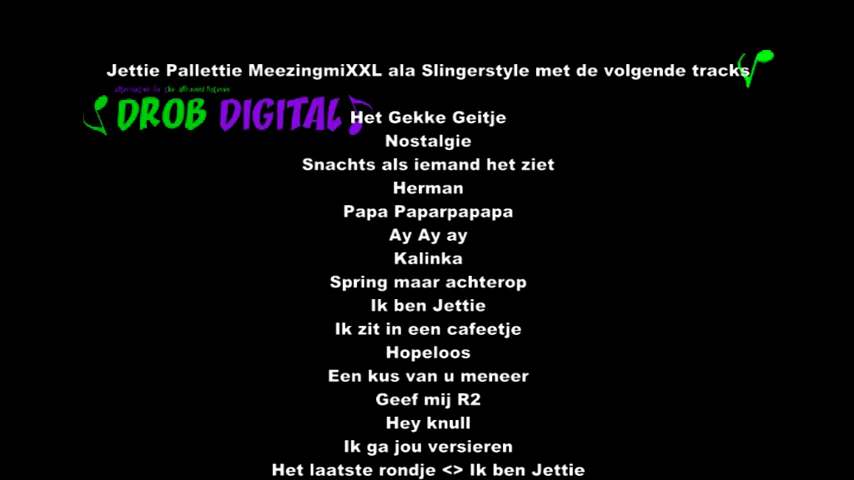 Jettie Pallettie MeezingmiXXL ala Slingerstyle met de volgende tracks
DROB DIGITAL
Het Gekke Geitje
Nostalgie
Snachts als iemand het ziet
Herman
Papa Paparpapapa
Ay Ay ay
Kalinka
Spring maar achterop
Ik ben Jettie
Ik zit in een cafeetje
Hopeloos
Een kus van u meneer
Geef mij R2
Hey knull
Ik ga jou versieren
Het laatste rondje <> Ik ben Jettie